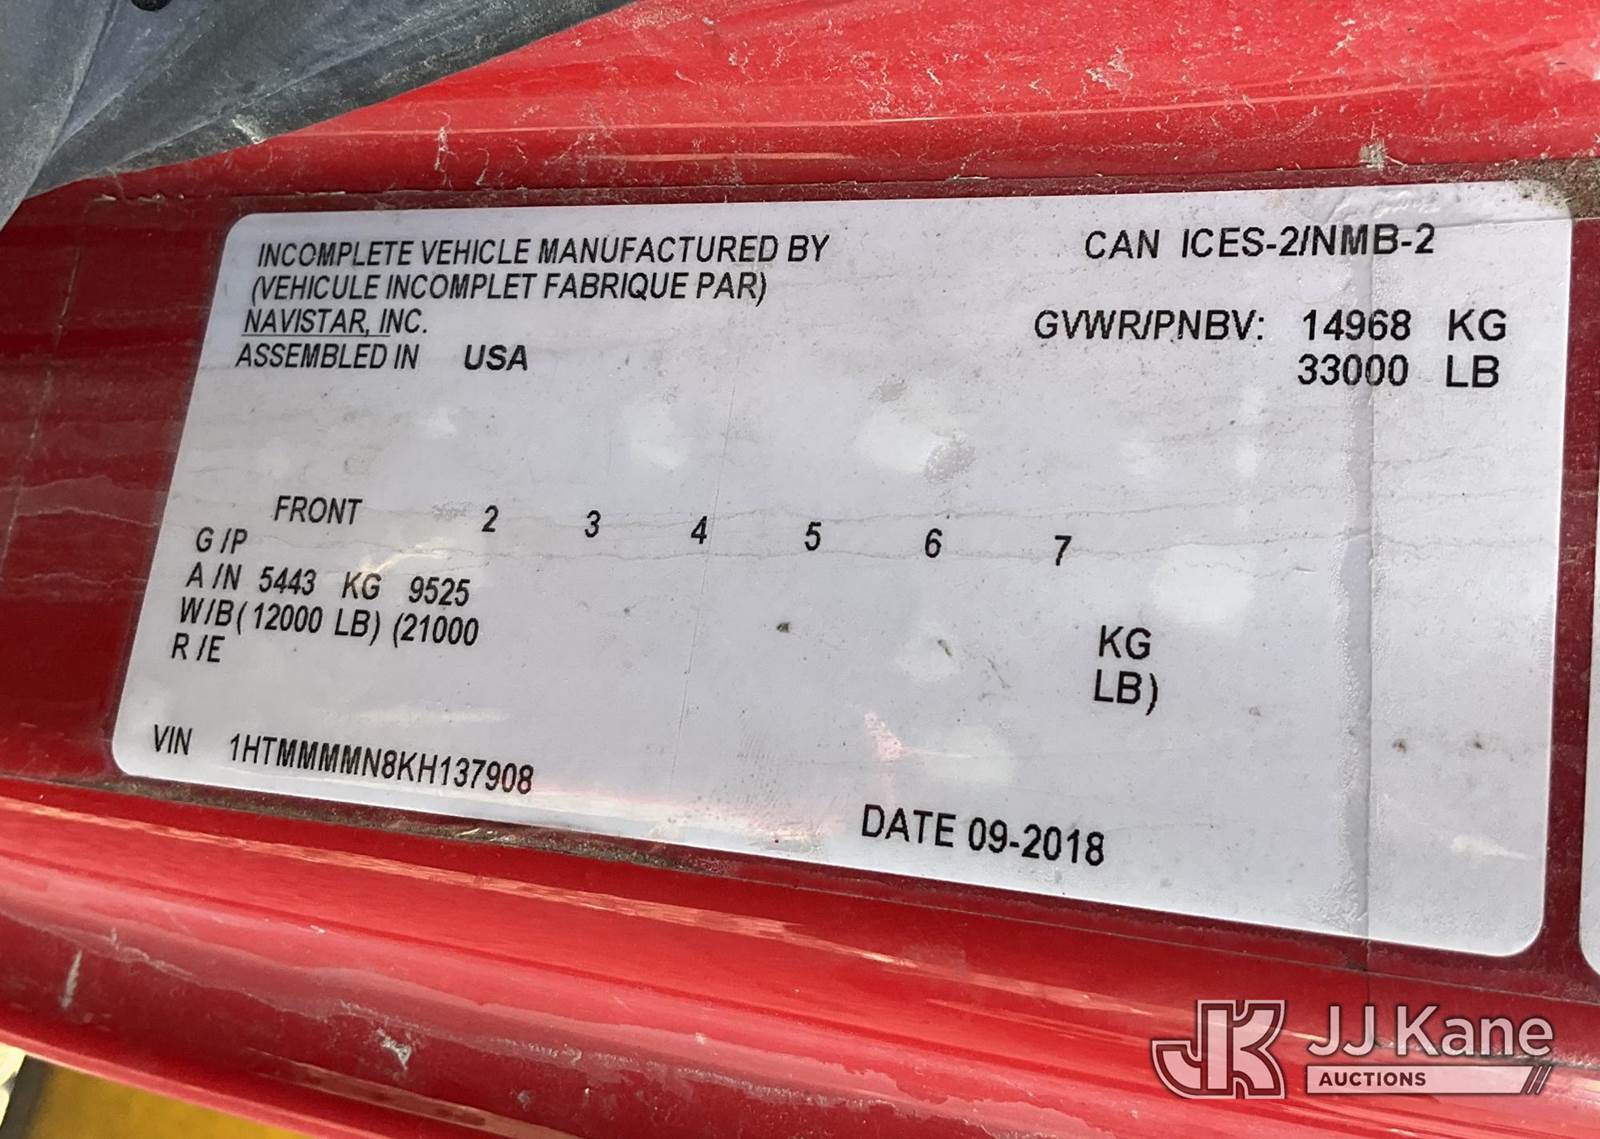 INCOMPLETE VEHICLE MANUFACTURED BY
(VEHICULE INCOMPLET FABRIQUE PAR)
NAVISTAR, INC.
ASSEMBLED IN USA
CAN ICES-2/NMB-2
GVWR/PNBV: 14968 KG
33000 LB
FRONT 2 3 4 5 6 7
G/P
A/N 5443 KG 9525 KG
W/B (12000 LB) (21000 LB)
R/E
VIN 1HTMMMMN8KH137908
DATE 09-2018
JK JJ Kane
AUCTIONS